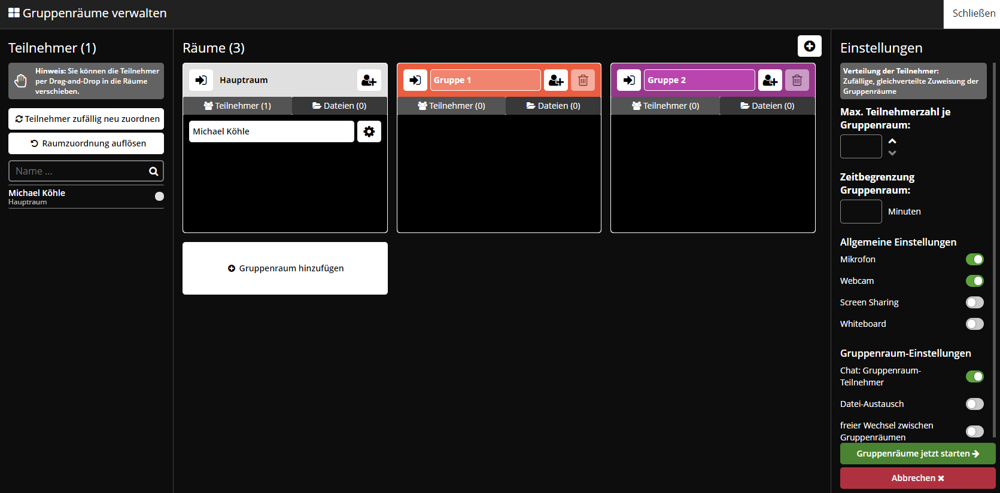 Gruppenräume verwalten
Schließen
Teilnehmer (1)
Hinweis: Sie können die Teilnehmer
per Drag-and-Drop in die Räume
verschieben.
Teilnehmer zufällig neu zuordnen
Raumzuordnung auflösen
Name ...
Michael Köhle
Hauptraum
Räume (3)
Hauptraum
Teilnehmer (1)
Dateien (0)
Michael Köhle
Gruppe 1
Teilnehmer (0)
Dateien (0)
Gruppe 2
Teilnehmer (0)
Dateien (0)
Gruppenraum hinzufügen
Einstellungen
Verteilung der Teilnehmer:
Zufällige, gleichverteilte Zuweisung der
Gruppenräume
Max. Teilnehmerzahl je
Gruppenraum:
Zeitbegrenzung
Gruppenraum:
Minuten
Allgemeine Einstellungen
Mikrofon
Webcam
Screen Sharing
Whiteboard
Gruppenraum-Einstellungen
Chat: Gruppenraum-
Teilnehmer
Datei-Austausch
freier Wechsel zwischen
Gruppenräumen
Gruppenräume jetzt starten
Abbrechen